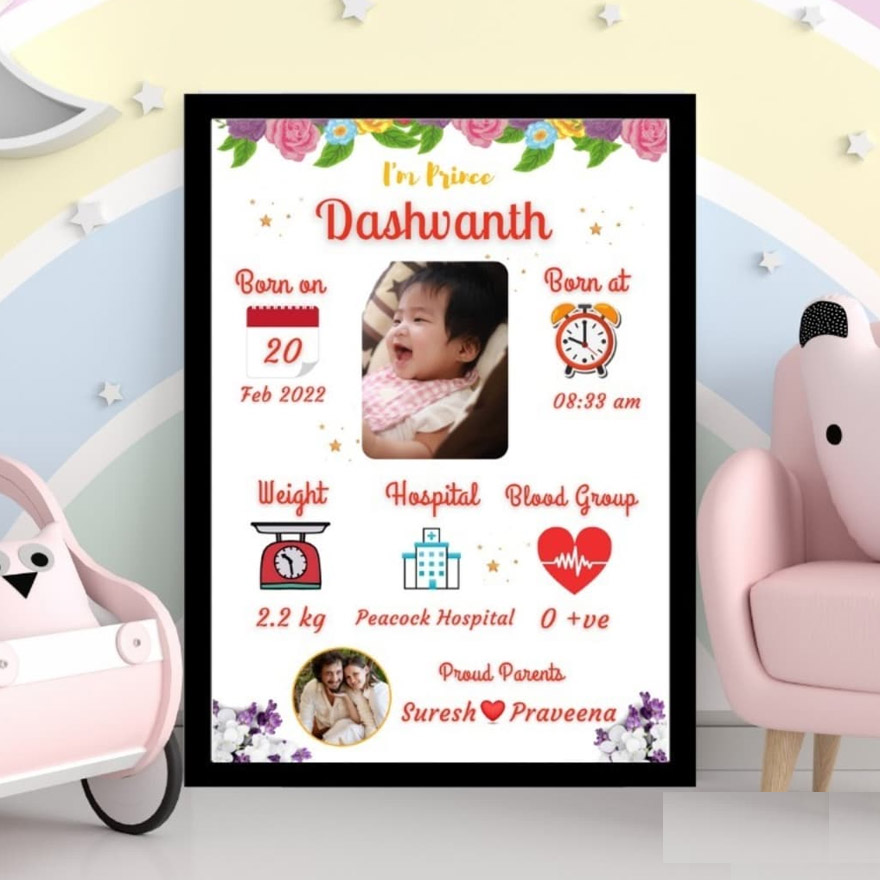 I'm Prince
Dashvanth
Born on
20
Feb 2022
Born at
08:33 am
Weight
2.2 kg
Hospital
Peacock Hospital
Blood Group
O +ve
Proud Parents
Suresh❤Praveena